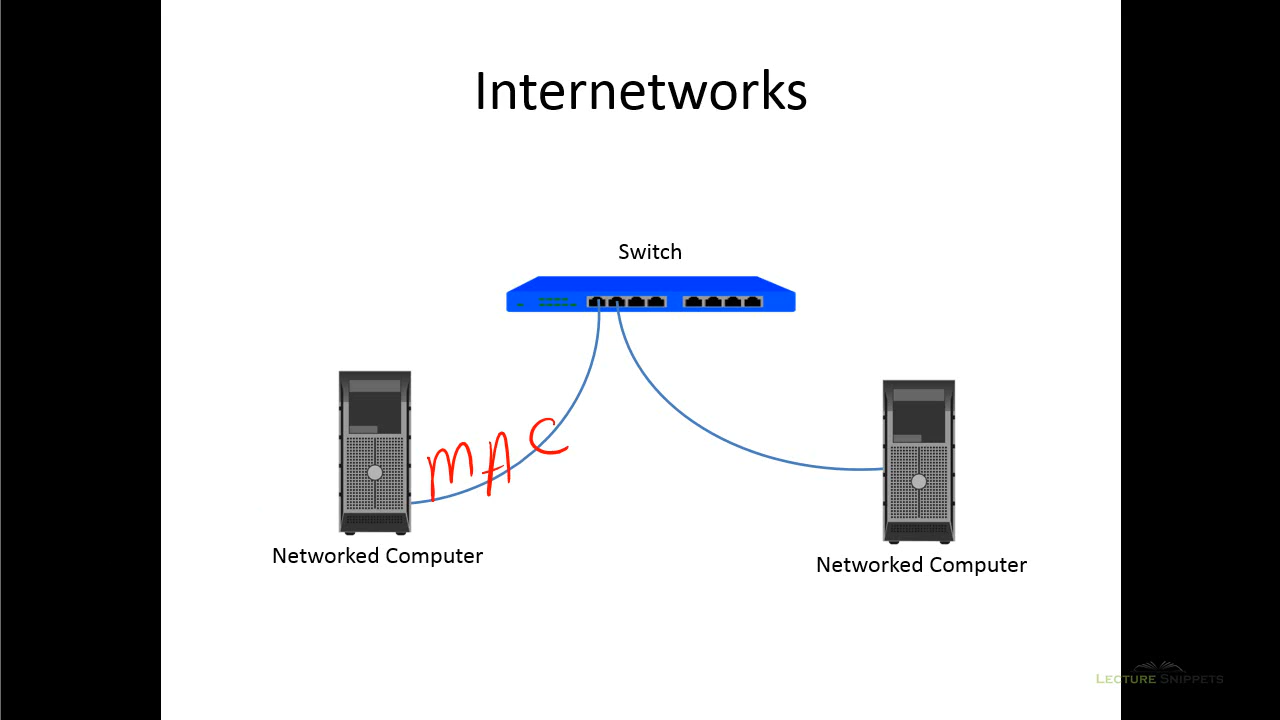 Internetworks
Switch
MAC
Networked Computer
Networked Computer
Lecture Snippets